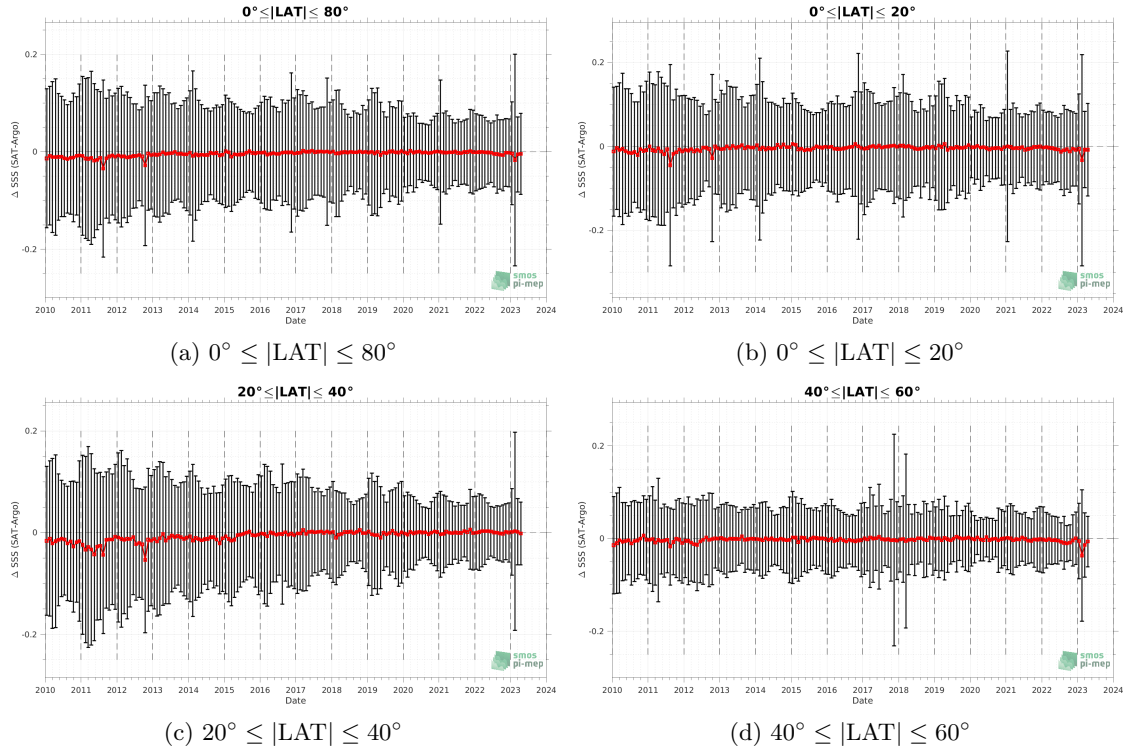 0°≤|LAT|≤ 80°
Δ SSS (SAT-Argo)
0.2
0
-0.2
2010 2011 2012 2013 2014 2015 2016 2017 2018 2019 2020 2021 2022 2023 2024
Date
smos
pi-mep
(a) 0° ≤ |LAT| ≤ 80°
0°≤|LAT|≤ 20°
Δ SSS (SAT-Argo)
0.2
0
-0.2
2010 2011 2012 2013 2014 2015 2016 2017 2018 2019 2020 2021 2022 2023 2024
Date
smos
pi-mep
(b) 0° ≤ |LAT| ≤ 20°
20°≤|LAT|≤ 40°
Δ SSS (SAT-Argo)
0.2
0
-0.2
2010 2011 2012 2013 2014 2015 2016 2017 2018 2019 2020 2021 2022 2023 2024
Date
smos
pi-mep
(c) 20° ≤ |LAT| ≤ 40°
40°≤|LAT|≤ 60°
Δ SSS (SAT-Argo)
0.2
0
-0.2
2010 2011 2012 2013 2014 2015 2016 2017 2018 2019 2020 2021 2022 2023 2024
Date
smos
pi-mep
(d) 40° ≤ |LAT| ≤ 60°